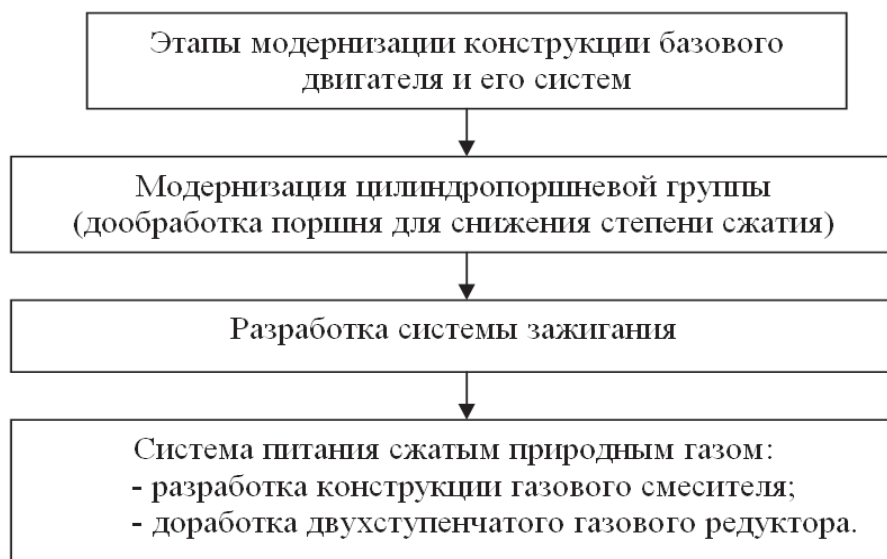 Этапы модернизации конструкции базового
двигателя и его систем
Модернизация цилиндропоршневой группы
(дообработка поршня для снижения степени сжатия)
Разработка системы зажигания
Система питания сжатым природным газом:
- разработка конструкции газового смесителя;
- доработка двухступенчатого газового редуктора.